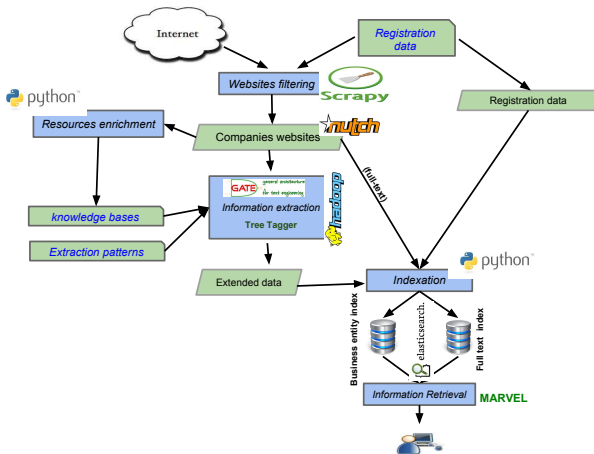 Internet
Registration
data
Websites filtering
Scrapy
python™
Resources enrichment
Companies websites
nutch
Registration data
(full-text)
GATE
general architecture
for text engineering
Information extraction
Tree Tagger
hadoop
knowledge bases
Extraction patterns
Extended data
Indexation
python™
Business entity index
elasticsearch.
Full text index
Information Retrieval
MARVEL